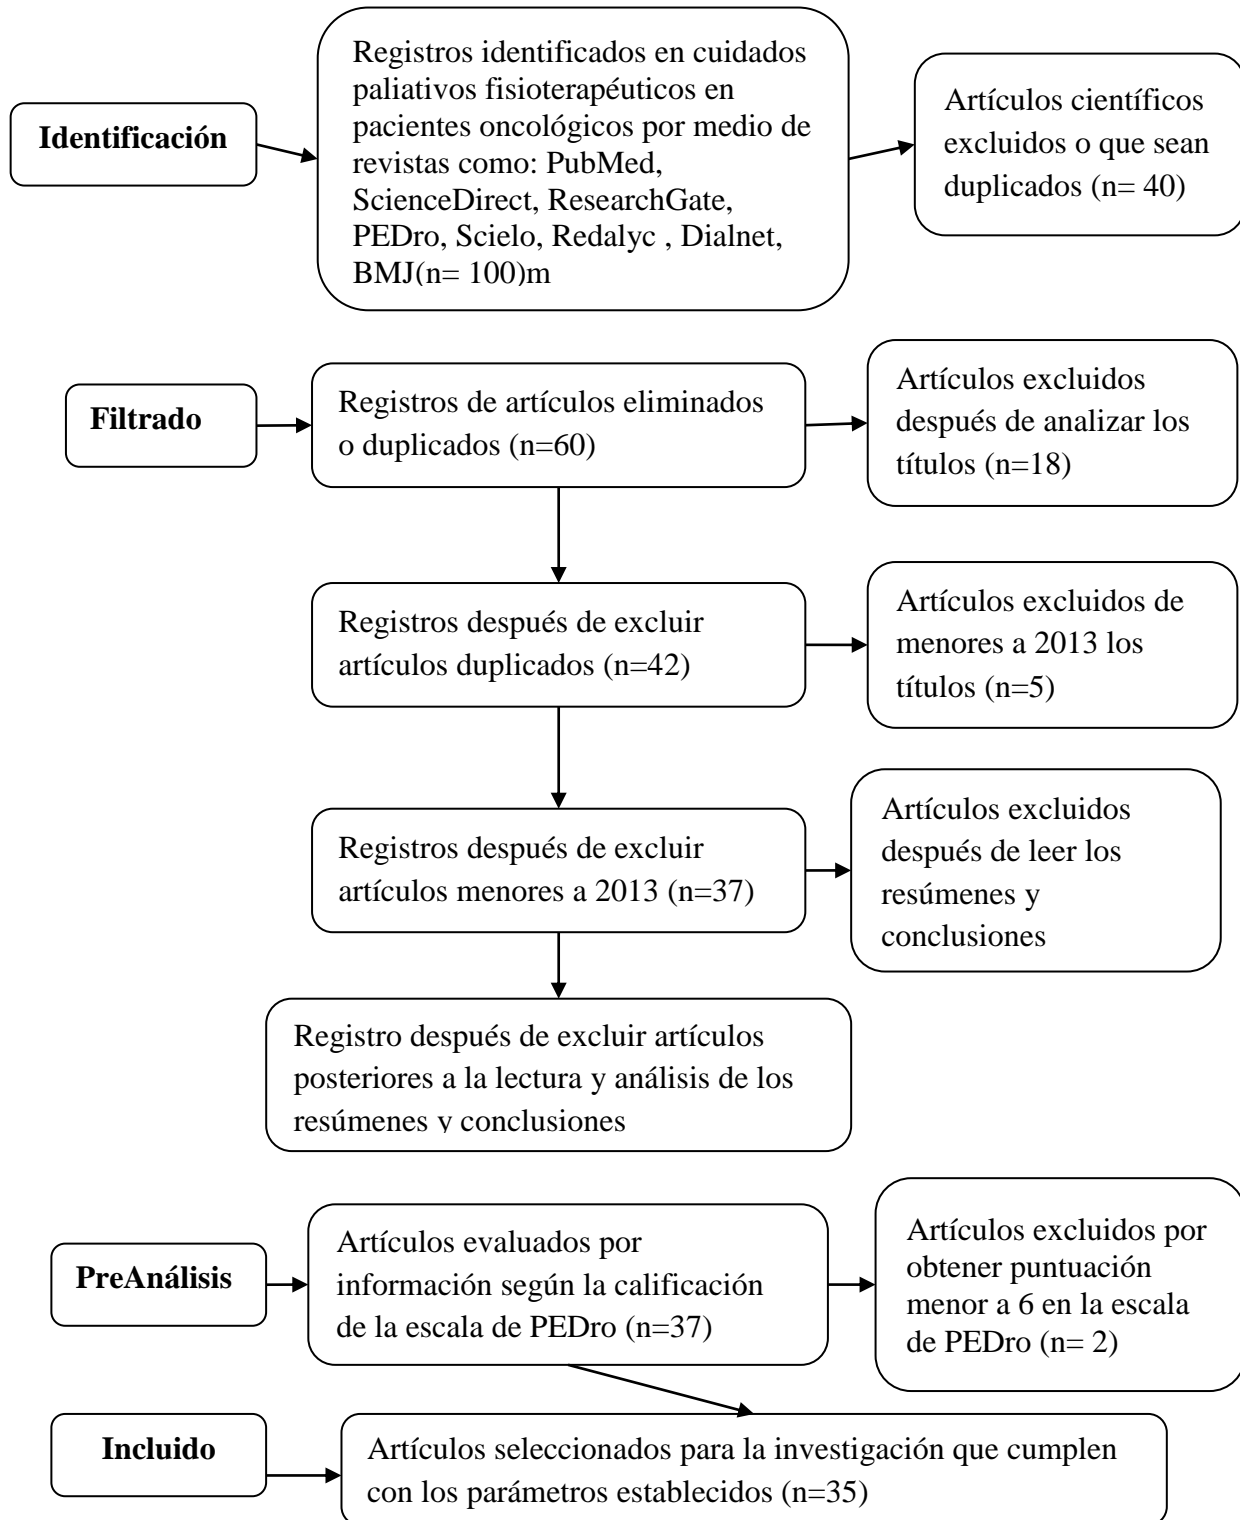 Identificación
Registros identificados en cuidados
paliativos fisioterapéuticos en
pacientes oncológicos por medio de
revistas como: PubMed,
ScienceDirect, ResearchGate,
PEDro, Scielo, Redalyc , Dialnet,
BMJ(n= 100)m
Artículos científicos
excluidos o que sean
duplicados (n= 40)
Filtrado
Registros de artículos eliminados
o duplicados (n=60)
Artículos excluidos
después de analizar los
títulos (n=18)
Registros después de excluir
artículos duplicados (n=42)
Artículos excluidos de
menores a 2013 los
títulos (n=5)
Registros después de excluir
artículos menores a 2013 (n=37)
Artículos excluidos
después de leer los
resúmenes y
conclusiones
Registro después de excluir artículos
posteriores a la lectura y análisis de los
resúmenes y conclusiones
PreAnálisis
Artículos evaluados por
información según la calificación
de la escala de PEDro (n=37)
Artículos excluidos por
obtener puntuación
menor a 6 en la escala
de PEDro (n= 2)
Incluido
Artículos seleccionados para la investigación que cumplen
con los parámetros establecidos (n=35)